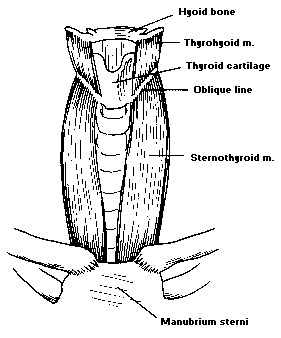 Hyoid bone
Thyrohyoid m.
Thyroid cartilage
Oblique line
Sternothyroid m.
Manubrium sterni